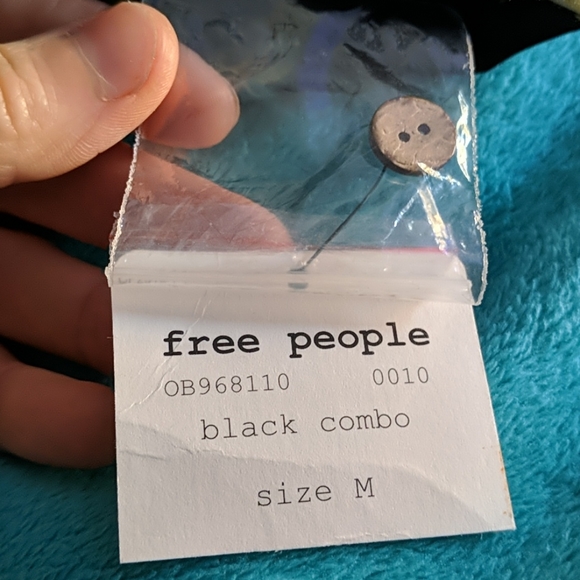 free people
OB968110 0010
black combo
size M